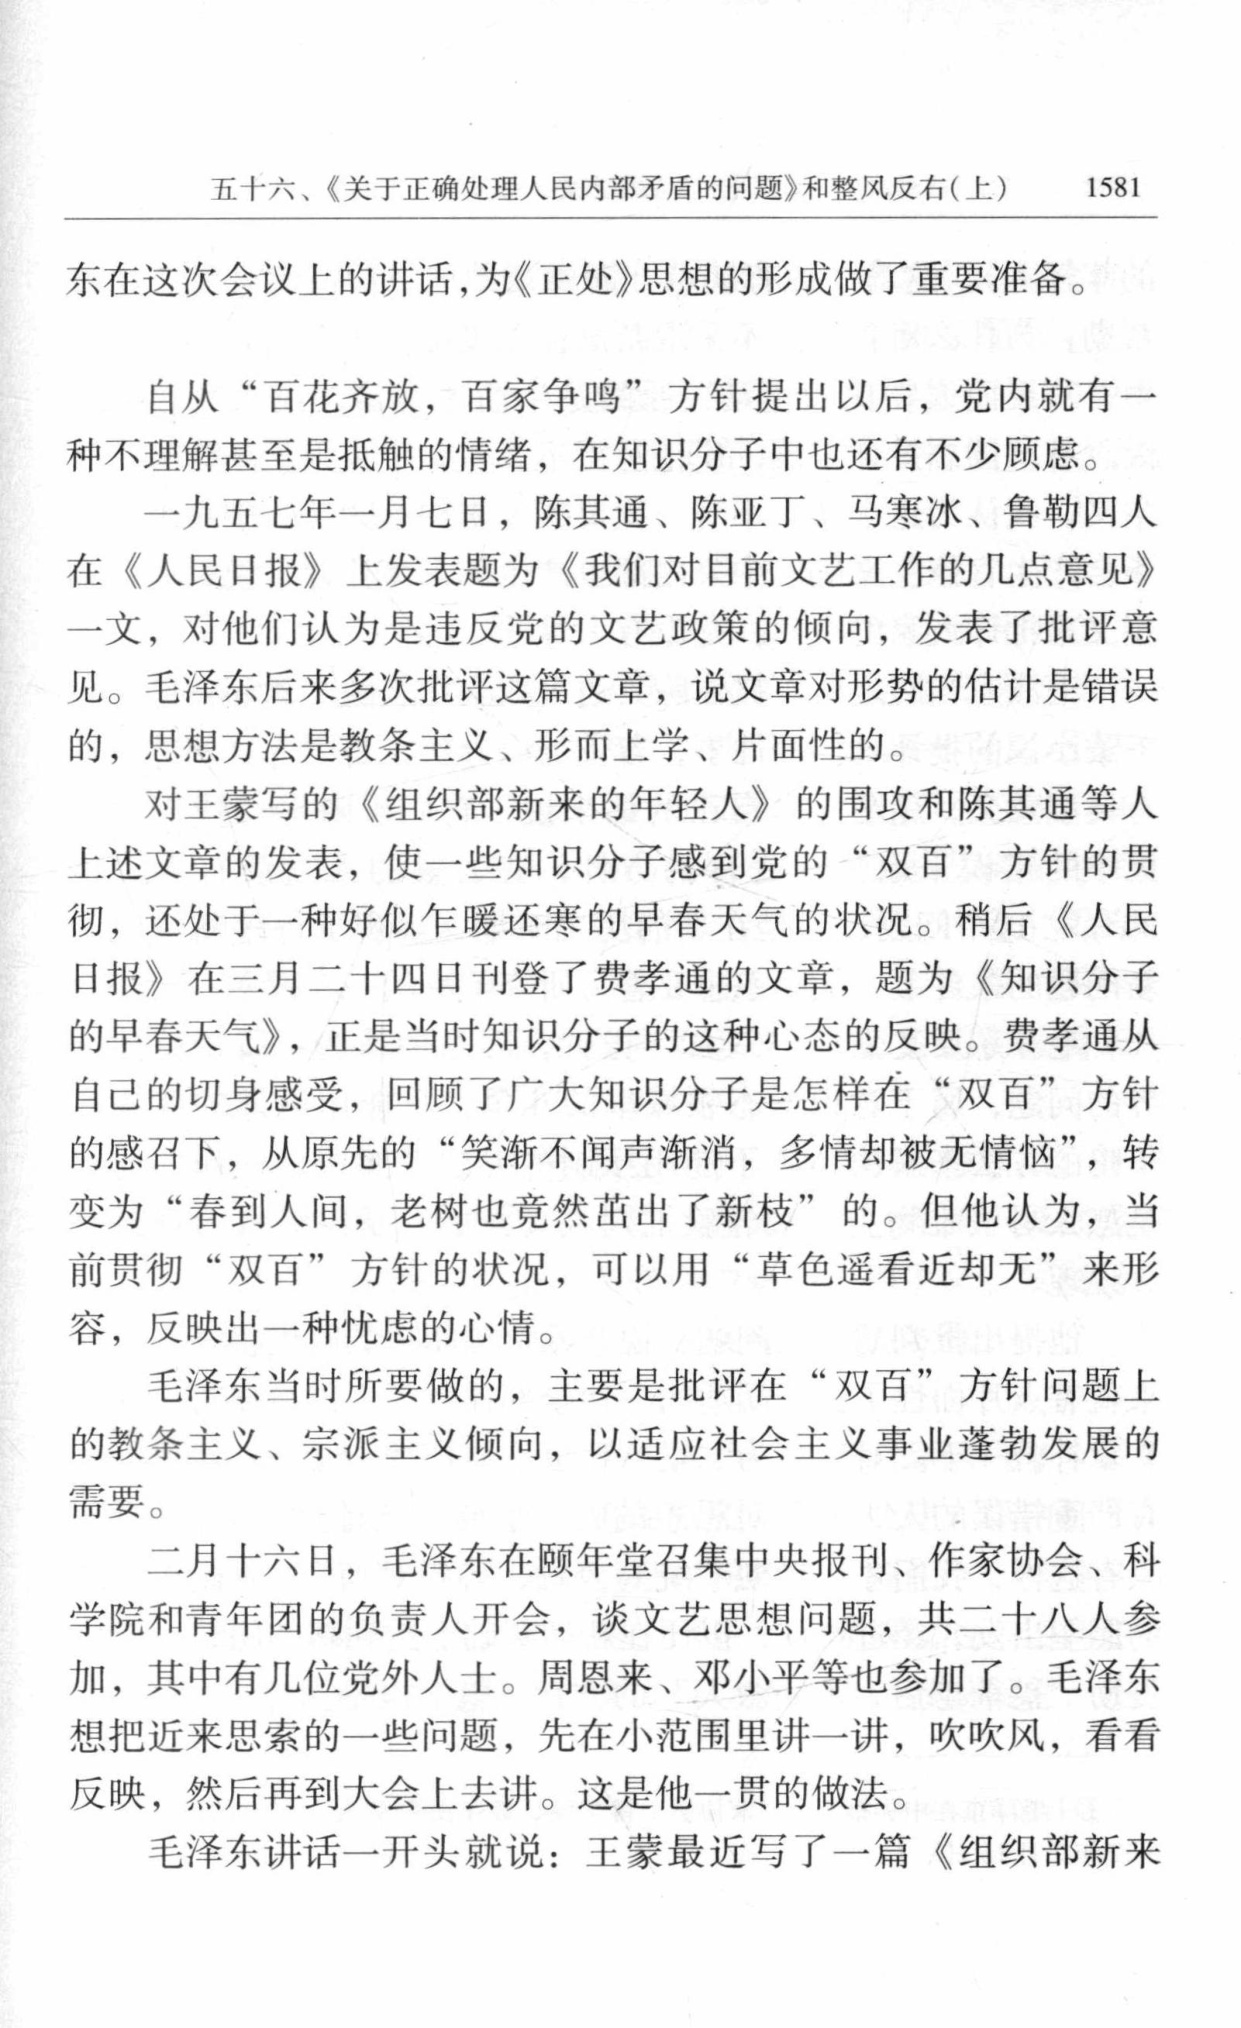 五十六、《关于正确处理人民内部矛盾的问题》和整风反右(上) 1581
东在这次会议上的讲话,为《正处》思想的形成做了重要准备。
自从“百花齐放，百家争鸣”方针提出以后，党内就有一
种不理解甚至是抵触的情绪，在知识分子中也还有不少顾虑。
一九五七年一月七日，陈其通、陈亚丁、马寒冰、鲁勒四人
在《人民日报》上发表题为《我们对目前文艺工作的几点意见》
一文，对他们认为是违反党的文艺政策的倾向，发表了批评意
见。毛泽东后来多次批评这篇文章，说文章对形势的估计是错误
的，思想方法是教条主义、形而上学、片面性的。
对王蒙写的《组织部新来的年轻人》的围攻和陈其通等人
上述文章的发表，使一些知识分子感到党的“双百”方针的贯
彻，还处于一种好似乍暖还寒的早春天气的状况。稍后《人民
日报》在三月二十四日刊登了费孝通的文章，题为《知识分子
的早春天气》，正是当时知识分子的这种心态的反映。费孝通从
自己的切身感受，回顾了广大知识分子是怎样在“双百”方针
的感召下，从原先的“笑渐不闻声渐消，多情却被无情恼”，转
变为“春到人间，老树也竟然茁出了新枝”的。但他认为，当
前贯彻“双百”方针的状况，可以用“草色遥看近却无”来形
容，反映出一种忧虑的心情。
毛泽东当时所要做的，主要是批评在“双百”方针问题上
的教条主义、宗派主义倾向，以适应社会主义事业蓬勃发展的
需要。
二月十六日，毛泽东在颐年堂召集中央报刊、作家协会、科
学院和青年团的负责人开会，谈文艺思想问题，共二十八人参
加，其中有几位党外人士。周恩来、邓小平等也参加了。毛泽东
想把近来思索的一些问题，先在小范围里讲一讲，吹吹风，看看
反映，然后再到大会上去讲。这是他一贯的做法。
毛泽东讲话一开头就说：王蒙最近写了一篇《组织部新来